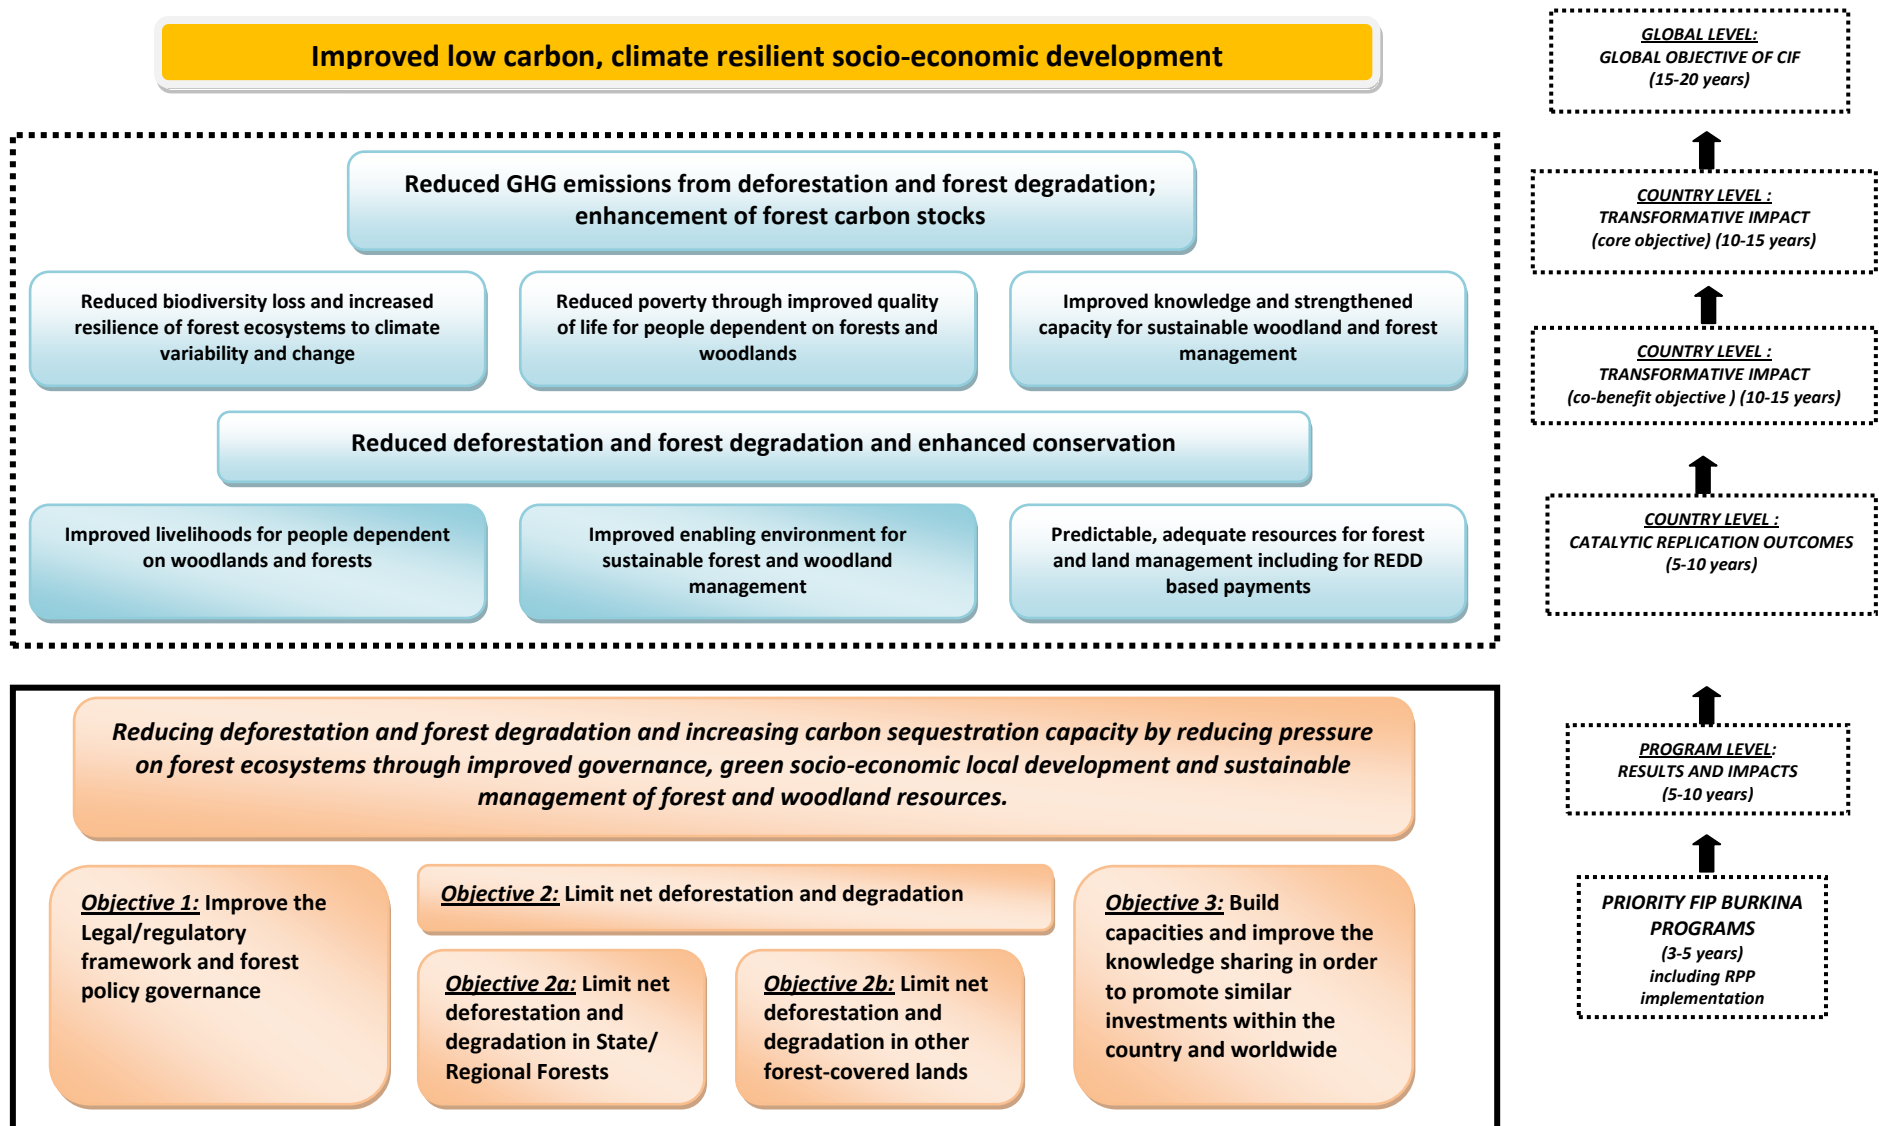 Improved low carbon, climate resilient socio-economic development
GLOBAL LEVEL:
GLOBAL OBJECTIVE OF CIF
(15-20 years)
Reduced GHG emissions from deforestation and forest degradation;
enhancement of forest carbon stocks
COUNTRY LEVEL :
TRANSFORMATIVE IMPACT
(core objective) (10-15 years)
Reduced biodiversity loss and increased
resilience of forest ecosystems to climate
variability and change
Reduced poverty through improved quality
of life for people dependent on forests and
woodlands
Improved knowledge and strengthened
capacity for sustainable woodland and forest
management
COUNTRY LEVEL :
TRANSFORMATIVE IMPACT
(co-benefit objective ) (10-15 years)
Reduced deforestation and forest degradation and enhanced conservation
Improved livelihoods for people dependent
on woodlands and forests
Improved enabling environment for
sustainable forest and woodland
management
Predictable, adequate resources for forest
and land management including for REDD
based payments
COUNTRY LEVEL :
CATALYTIC REPLICATION OUTCOMES
(5-10 years)
Reducing deforestation and forest degradation and increasing carbon sequestration capacity by reducing pressure
on forest ecosystems through improved governance, green socio-economic local development and sustainable
management of forest and woodland resources.
PROGRAM LEVEL:
RESULTS AND IMPACTS
(5-10 years)
Objective 1: Improve the
Legal/regulatory
framework and forest
policy governance
Objective 2: Limit net deforestation and degradation
Objective 2a: Limit net
deforestation and
degradation in State/
Regional Forests
Objective 2b: Limit net
deforestation and
degradation in other
forest-covered lands
Objective 3: Build
capacities and improve the
knowledge sharing in order
to promote similar
investments within the
country and worldwide
PRIORITY FIP BURKINA
PROGRAMS
(3-5 years)
including RPP
implementation